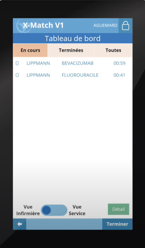 X-Match V1
Tableau de bord
En cours Terminées Toutes
LIPPMANN BEVACIZUMAB 00:59
LIPPMANN FLUOROURACILE 00:41
Vue Infirmière
Vue Service
Détail
Terminer